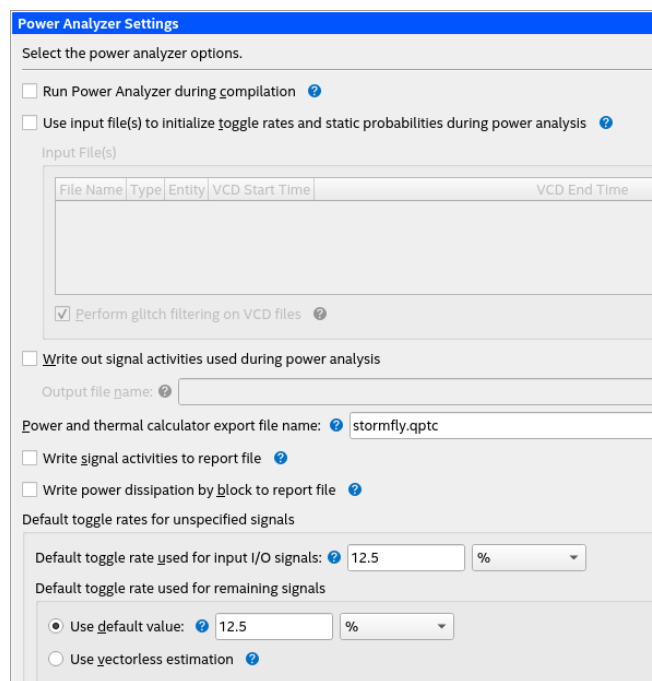 Power Analyzer Settings
Select the power analyzer options.
Run Power Analyzer during compilation ?
Use input file(s) to initialize toggle rates and static probabilities during power analysis ?
Input File(s)
File Name Type Entity VCD Start Time VCD End Time
Perform glitch filtering on VCD files ?
Write out signal activities used during power analysis
Output file name: ?
Power and thermal calculator export file name: ? stormfly.qptc
Write signal activities to report file ?
Write power dissipation by block to report file ?
Default toggle rates for unspecified signals
Default toggle rate used for input I/O signals: ? 12.5 %
Default toggle rate used for remaining signals
Use default value: ? 12.5 %
Use vectorless estimation ?